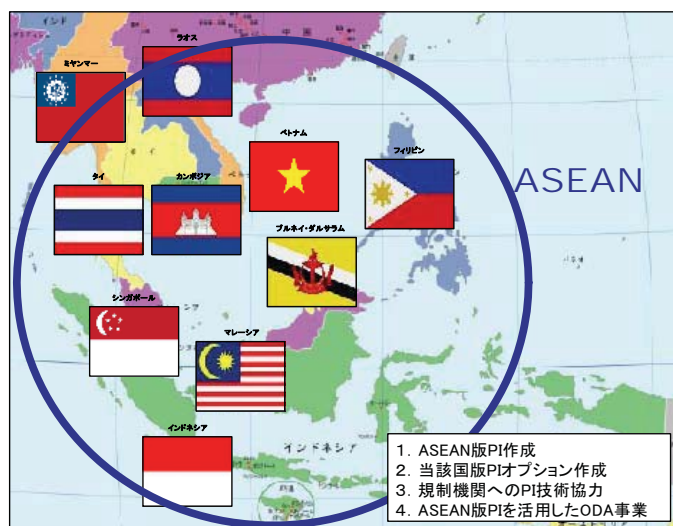 ラオス
ミャンマー
ベトナム
フィリピン
タイ
カンボジア
ASEAN
ブルネイ・ダルサラム
シンガポール
マレーシア
インドネシア
インドネシア
1. ASEAN版PI作成
2. 当該国版PIオプション作成
3. 規制機関へのPI技術協力
4. ASEAN版PIを活用したODA事業